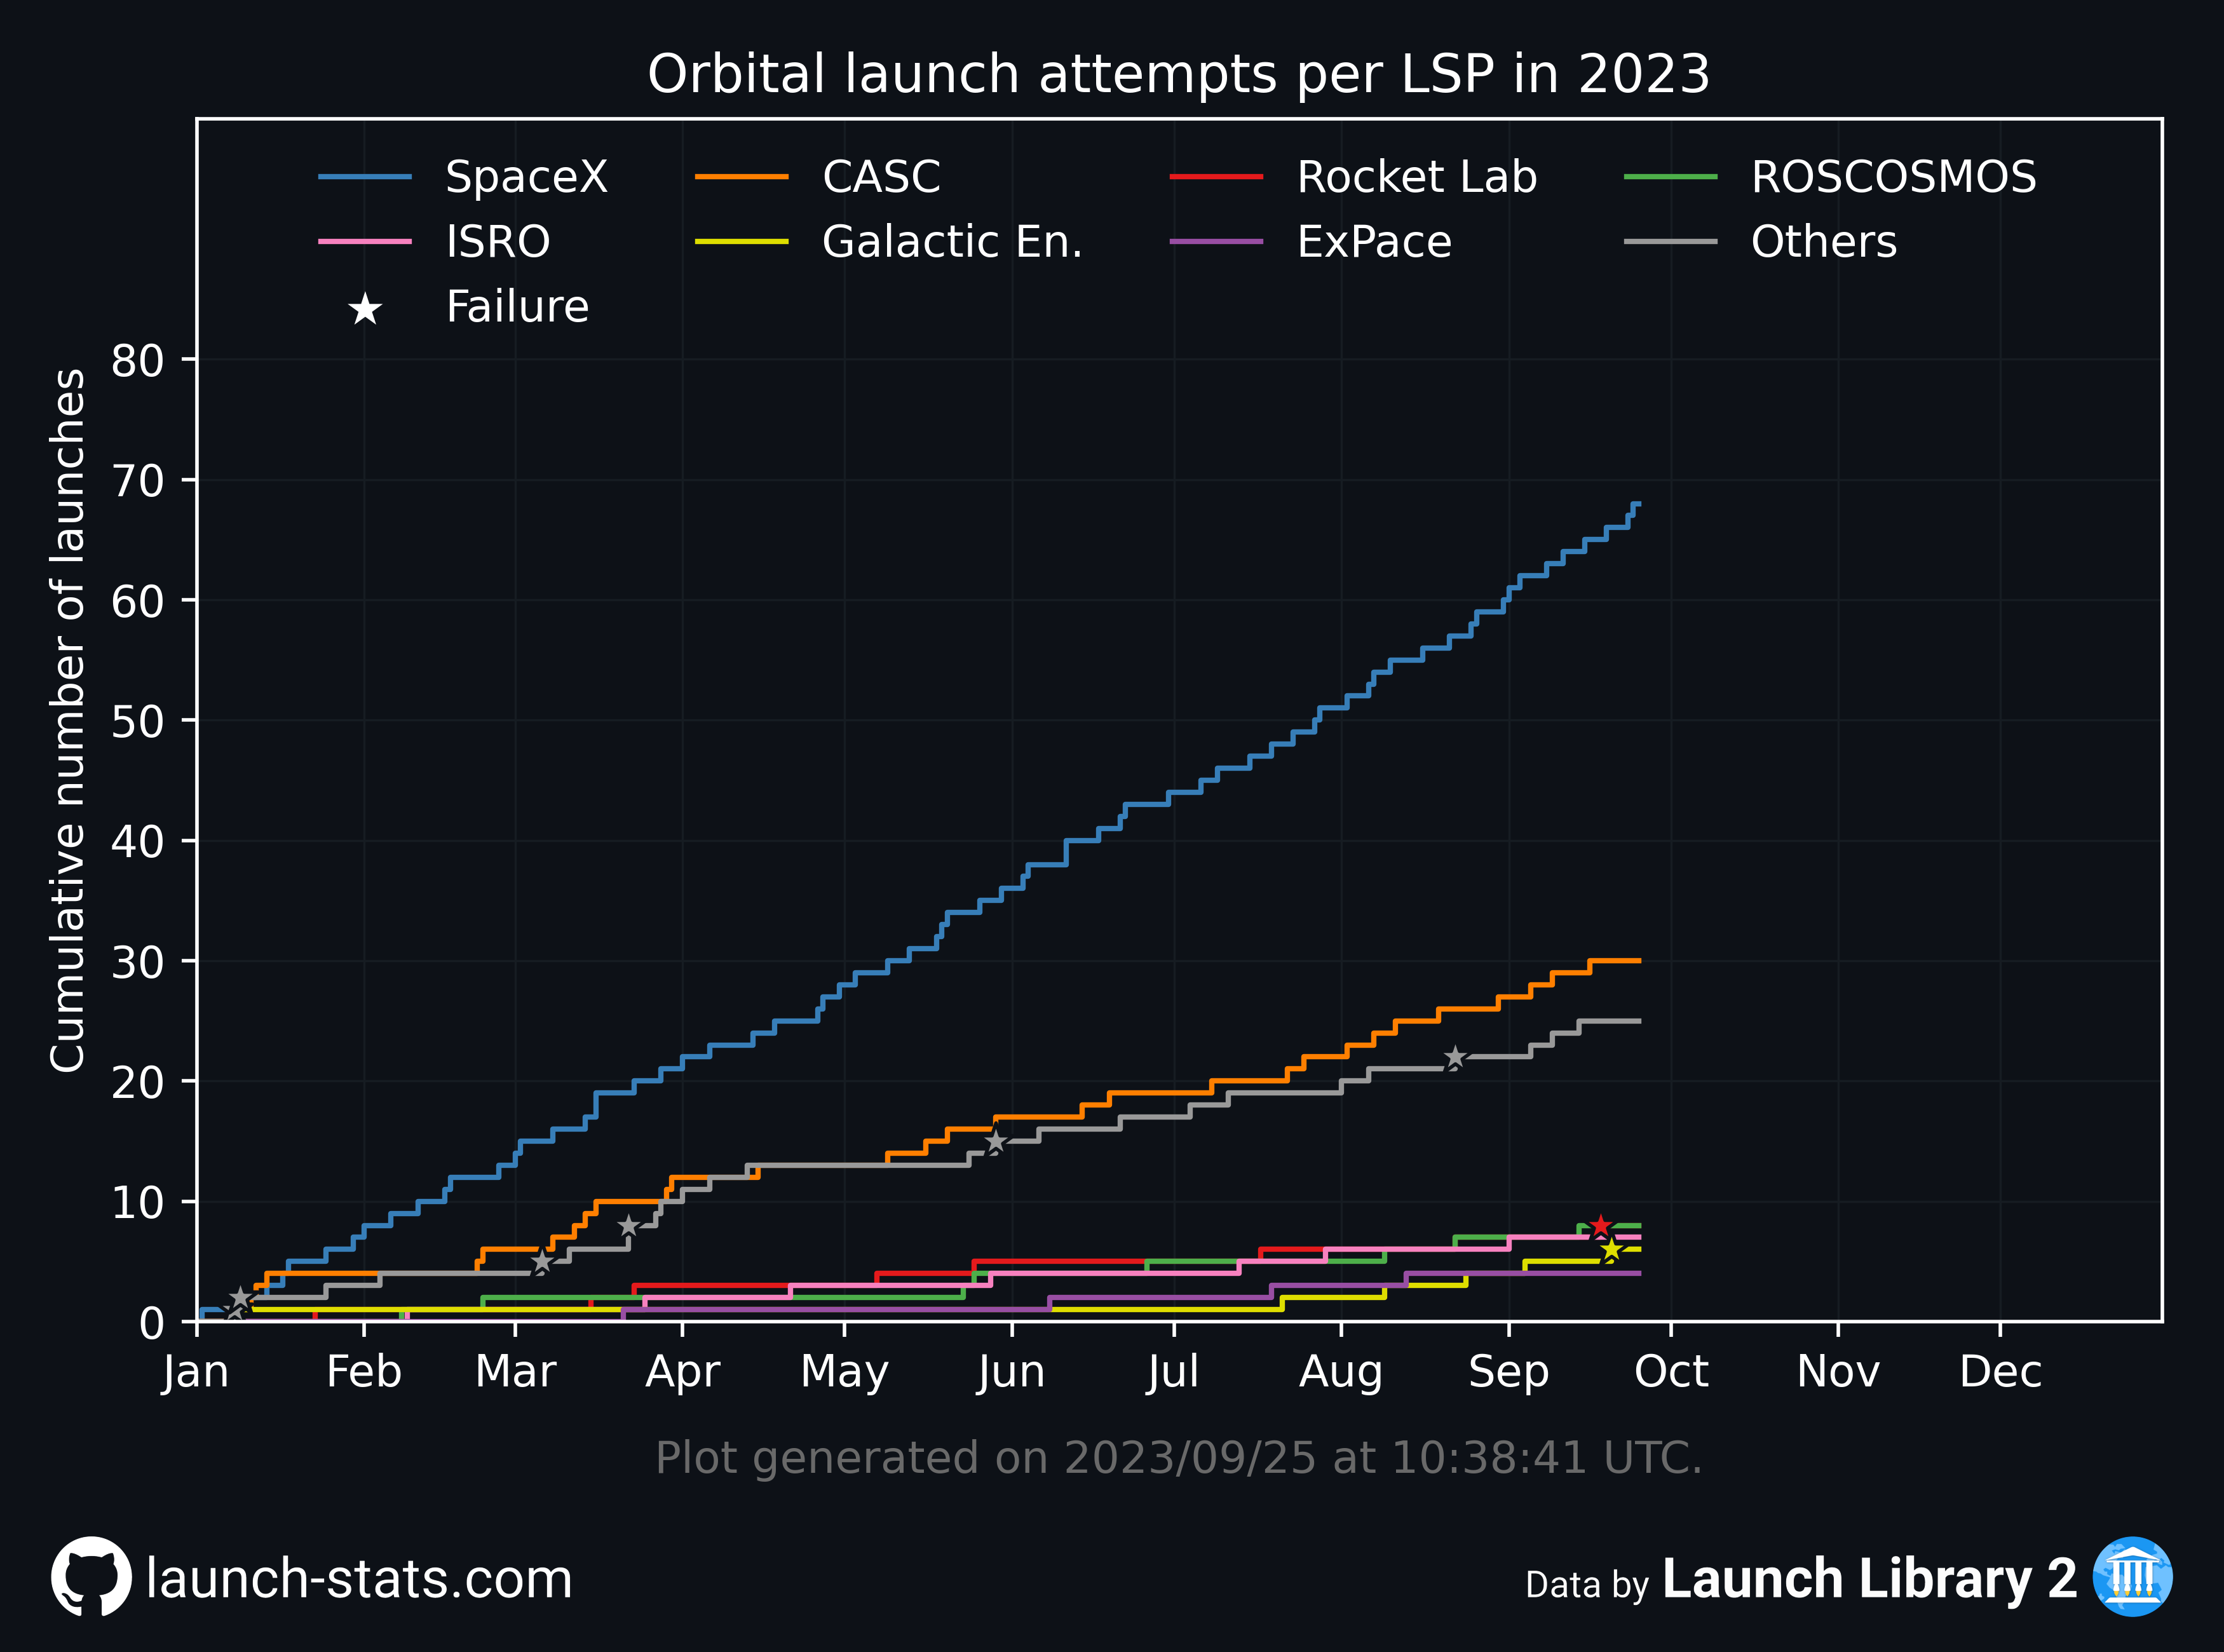 Orbital launch attempts per LSP in 2023
SpaceX CASC Rocket Lab ROSCOSMOS
ISRO Galactic En. ExPace Others
Failure
Cumulative number of launches
80
70
60
50
40
30
20
10
0
Jan Feb Mar Apr May Jun Jul Aug Sep Oct Nov Dec
Plot generated on 2023/09/25 at 10:38:41 UTC.
launch-stats.com
Data by Launch Library 2